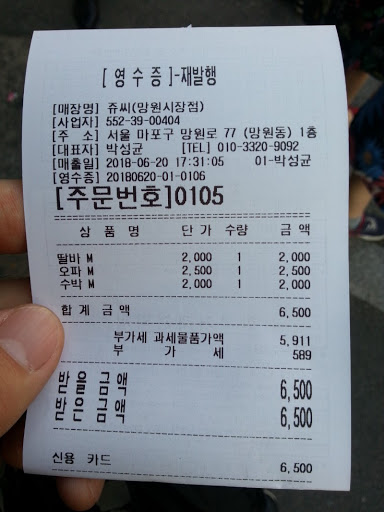 [ 영 수 증 ]-재발행
[매장명] 쥬씨(망원시장점)
[사업자] 552-39-00404
[주 소] 서울 마포구 망원로 77 (망원동) 1층
[대표자] 박성균 [TEL] 010-3320-9092
[매출일] 2018-06-20 17:31:05 01-박성균
[영수증] 20180620-01-0106
[주문번호]0105
상 품 명 단 가 수량 금 액
딸바 M 2,000 1 2,000
오파 M 2,500 1 2,500
수박 M 2,000 1 2,000
합 계 금 액 6,500
부가세 과세물품가액 5,911
부 가 세 589
받을 금액 6,500
받은 금액 6,500
신용 카드 6,500